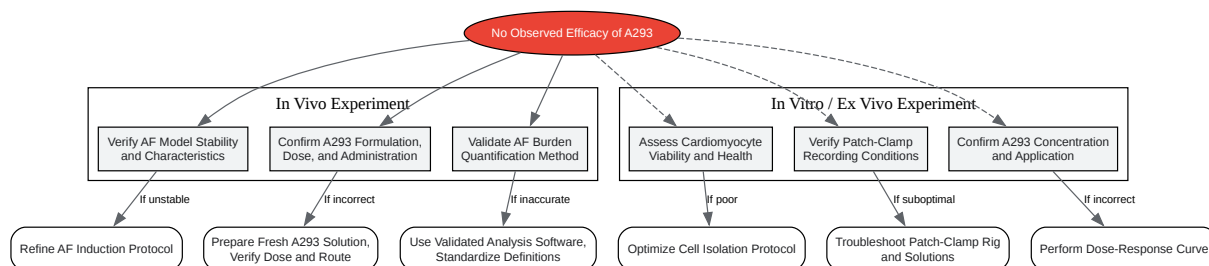 No Observed Efficacy of A293
In Vivo Experiment
In Vitro / Ex Vivo Experiment
Verify AF Model Stability
and Characteristics
Confirm A293 Formulation,
Dose, and Administration
Validate AF Burden
Quantification Method
Assess Cardiomyocyte
Viability and Health
Verify Patch-Clamp
Recording Conditions
Confirm A293 Concentration
and Application
If unstable
If incorrect
If inaccurate
If poor
If suboptimal
If incorrect
Refine AF Induction Protocol
Prepare Fresh A293 Solution,
Verify Dose and Route
Use Validated Analysis Software,
Standardize Definitions
Optimize Cell Isolation Protocol
Troubleshoot Patch-Clamp Rig
and Solutions
Perform Dose-Response Curve